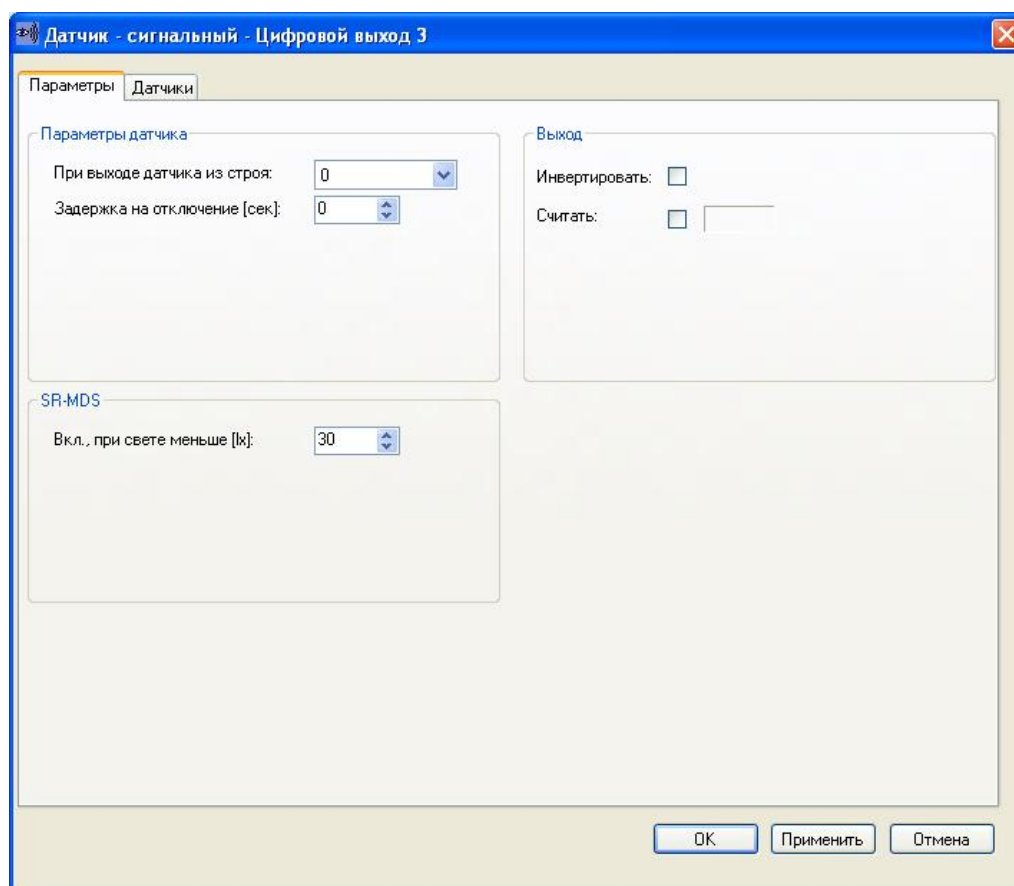 Датчик - сигнальный - Цифровой выход 3
Параметры
Датчики
Параметры датчика
При выходе датчика из строя: 0
Задержка на отключение [сек]: 0
Выход
Инвертировать:
Считать:
SR-MDS
Вкл., при свете меньше [lx]: 30
OK
Применить
Отмена